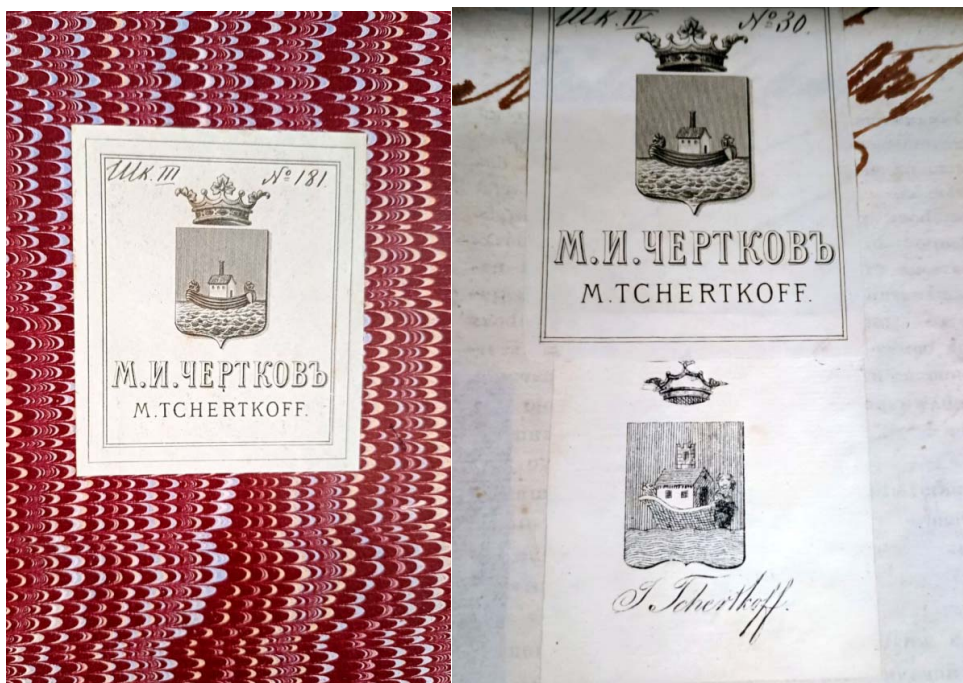 Шк. III № 181.
М.И.ЧЕРТКОВЪ
M.TCHERTKOFF.
Шк. IV № 30.
М.И.ЧЕРТКОВЪ
M.TCHERTKOFF.
J. Tchertkoff.